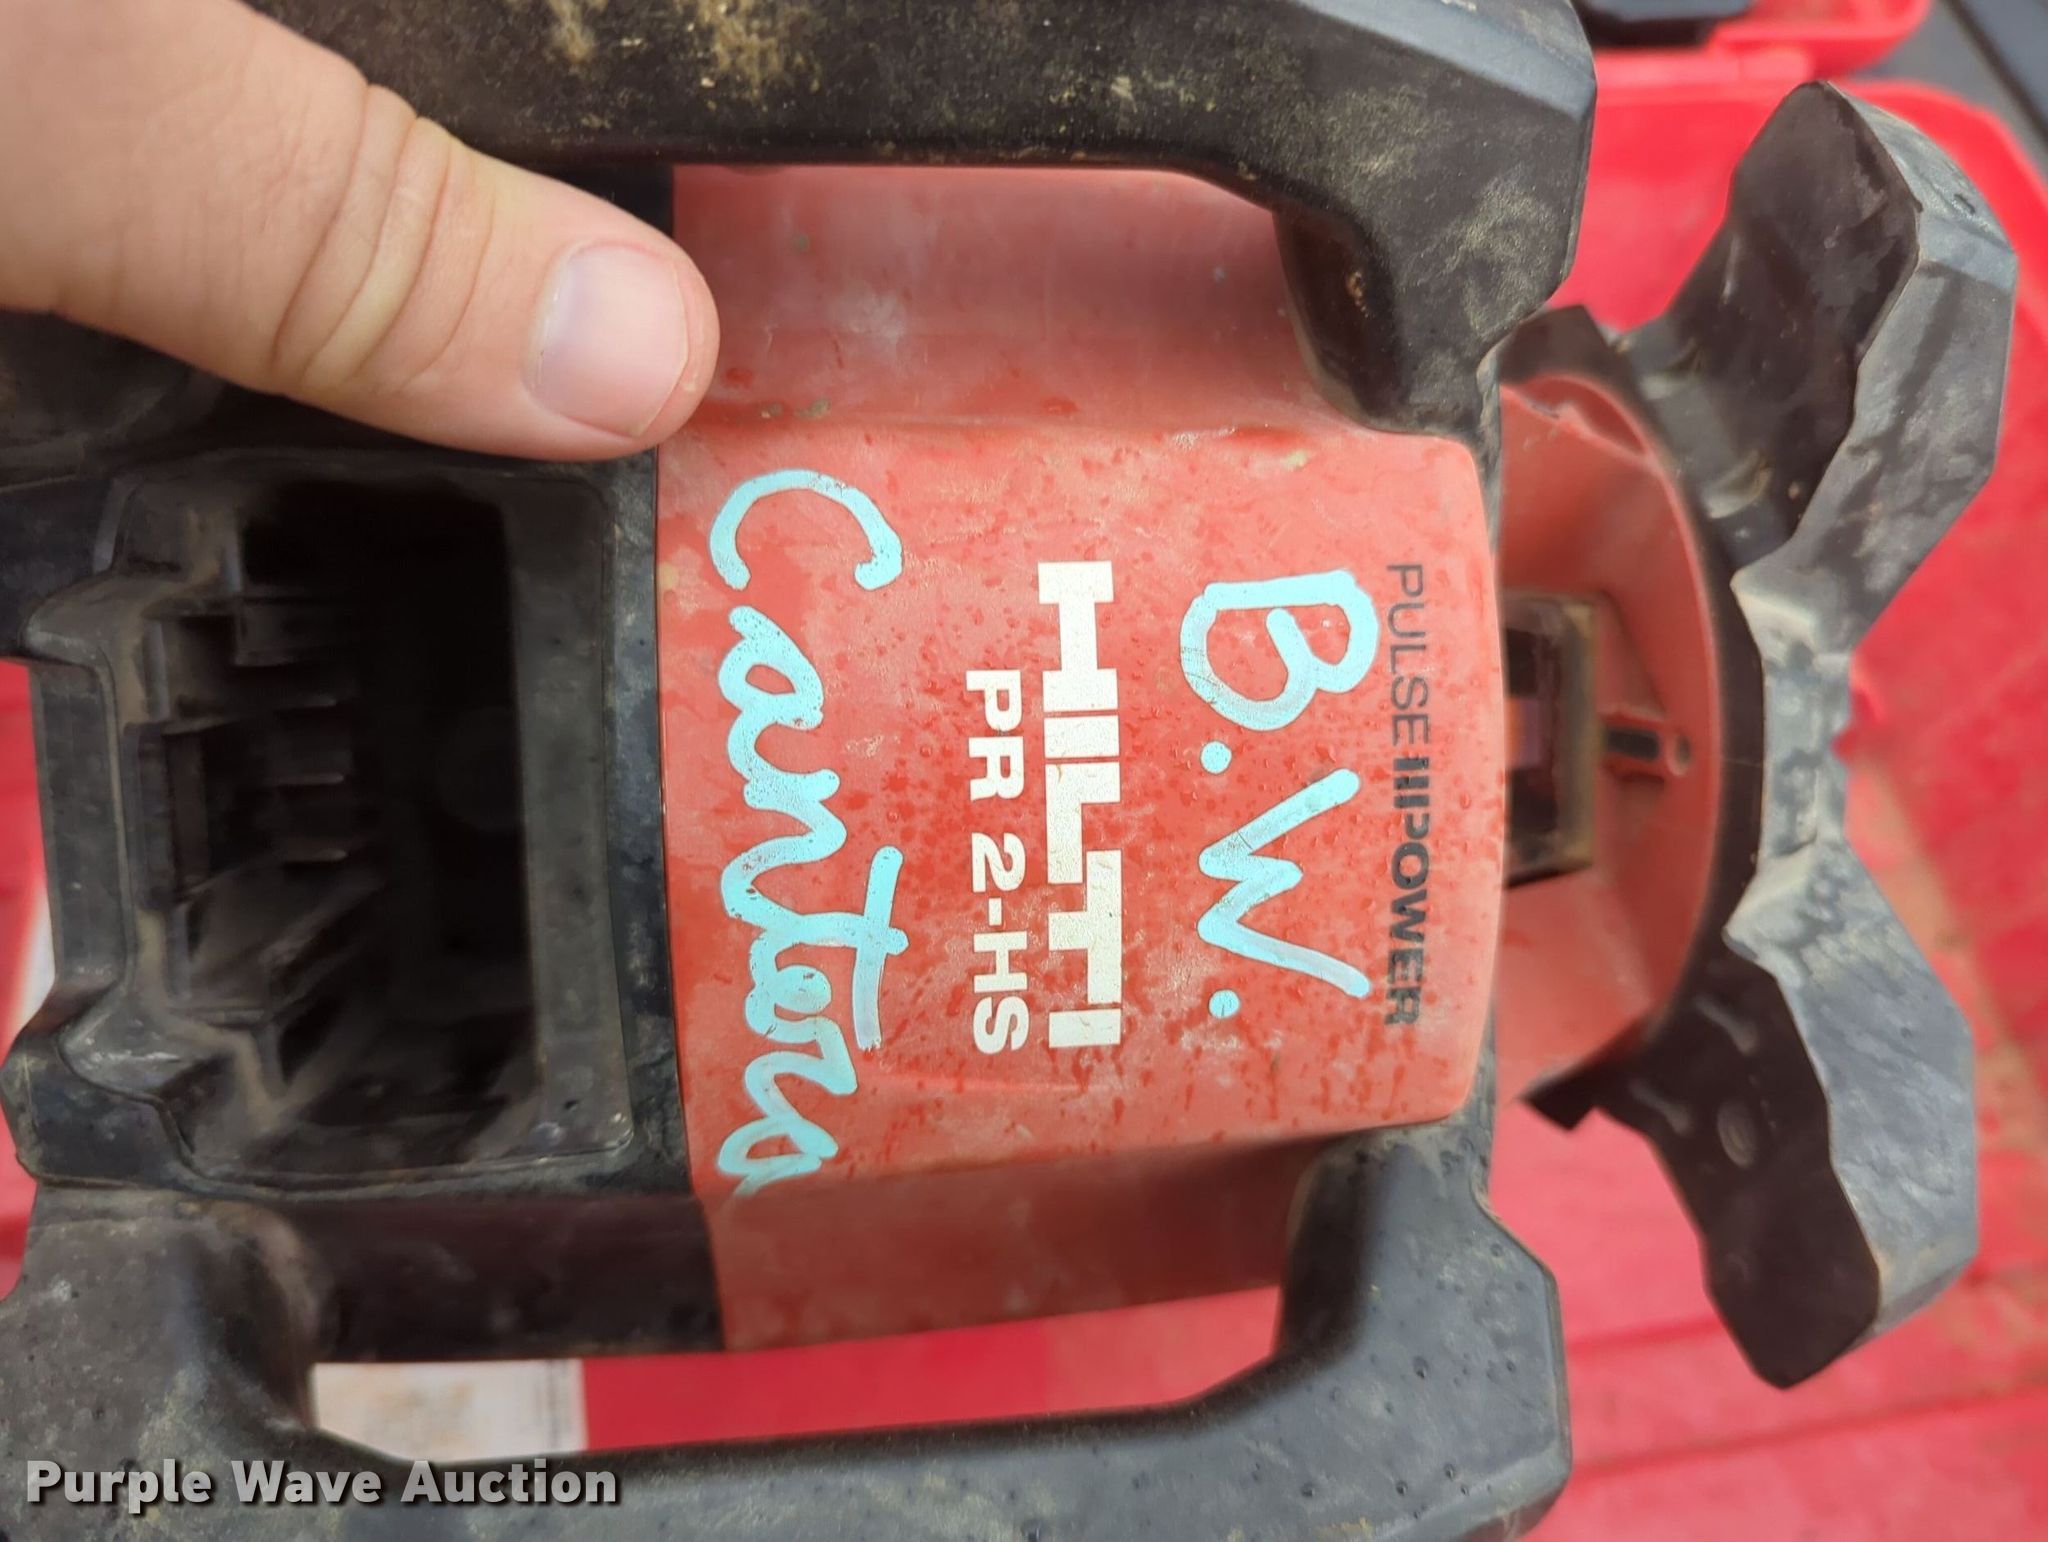 PULSE POWER
B.W.
HILTI
PR 2-HS
Cantera
Purple Wave Auction